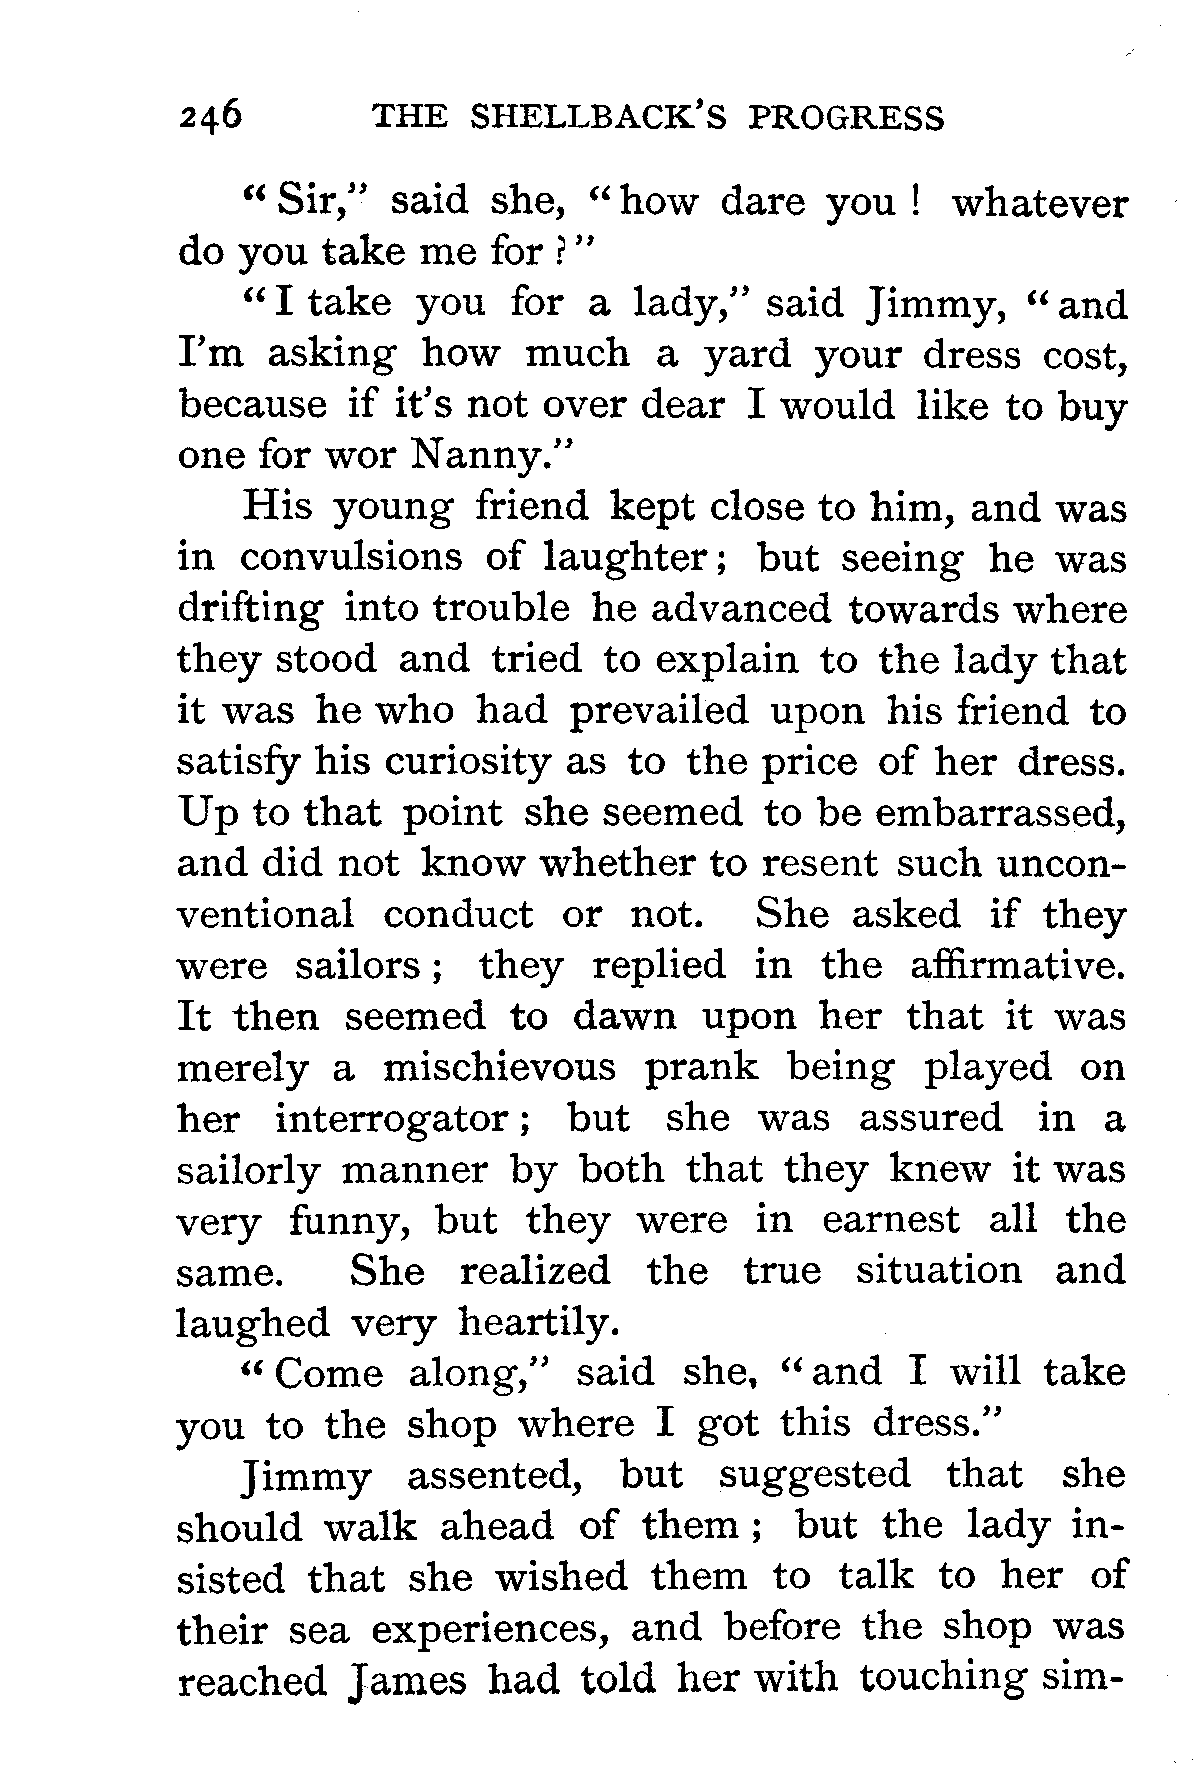 246 THE SHELLBACK'S PROGRESS
" Sir," said she, " how dare you ! whatever
do you take me for ? "
" I take you for a lady," said Jimmy, " and
I'm asking how much a yard your dress cost,
because if it's not over dear I would like to buy
one for wor Nanny."
His young friend kept close to him, and was
in convulsions of laughter ; but seeing he was
drifting into trouble he advanced towards where
they stood and tried to explain to the lady that
it was he who had prevailed upon his friend to
satisfy his curiosity as to the price of her dress.
Up to that point she seemed to be embarrassed,
and did not know whether to resent such uncon-
ventional conduct or not. She asked if they
were sailors ; they replied in the affirmative.
It then seemed to dawn upon her that it was
merely a mischievous prank being played on
her interrogator ; but she was assured in a
sailorly manner by both that they knew it was
very funny, but they were in earnest all the
same. She realized the true situation and
laughed very heartily.
" Come along," said she, " and I will take
you to the shop where I got this dress."
Jimmy assented, but suggested that she
should walk ahead of them ; but the lady in-
sisted that she wished them to talk to her of
their sea experiences, and before the shop was
reached James had told her with touching sim-